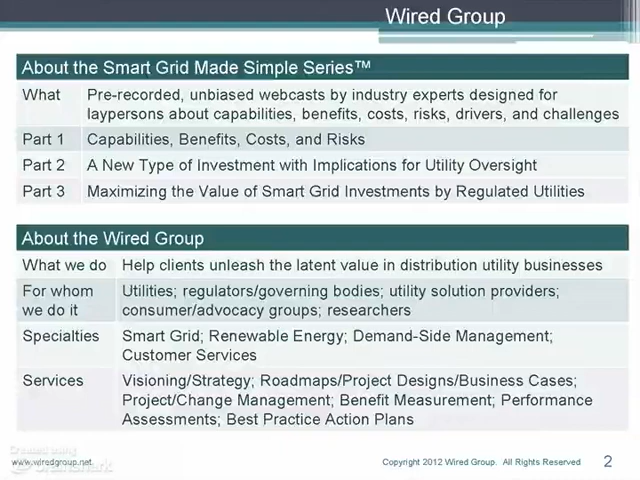 Wired Group
About the Smart Grid Made Simple Series™
What Pre-recorded, unbiased webcasts by industry experts designed for
laypersons about capabilities, benefits, costs, risks, drivers, and challenges
Part 1 Capabilities, Benefits, Costs, and Risks
Part 2 A New Type of Investment with Implications for Utility Oversight
Part 3 Maximizing the Value of Smart Grid Investments by Regulated Utilities
About the Wired Group
What we do Help clients unleash the latent value in distribution utility businesses
For whom Utilities; regulators/governing bodies; utility solution providers;
we do it consumer/advocacy groups; researchers
Specialties Smart Grid; Renewable Energy; Demand-Side Management;
Customer Services
Services Visioning/Strategy; Roadmaps/Project Designs/Business Cases;
Project/Change Management; Benefit Measurement; Performance
Assessments; Best Practice Action Plans
Created using
www.wiredgroup.net Copyright 2012 Wired Group. All Rights Reserved 2